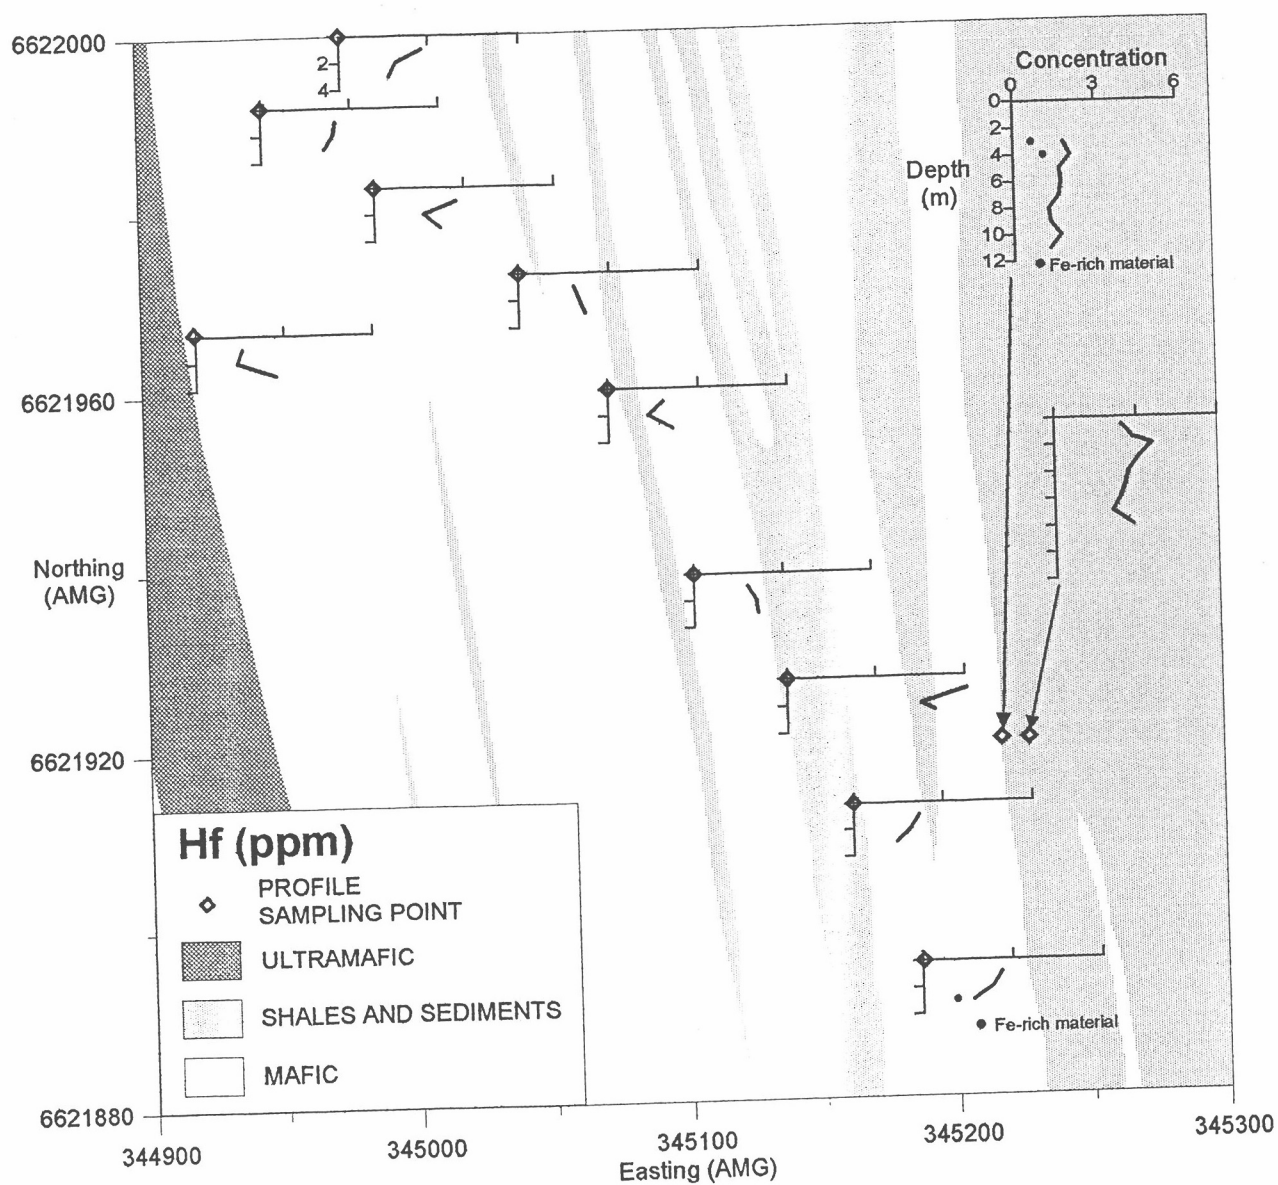 6622000
2
4
Concentration
0 3 6
0
2
4
6
8
10
12
Depth
(m)
Fe-rich material
6621960
Northing
(AMG)
6621920
Hf (ppm)
PROFILE
SAMPLING POINT
ULTRAMAFIC
SHALES AND SEDIMENTS
MAFIC
Fe-rich material
6621880
344900 345000 345100 345200 345300
Easting (AMG)